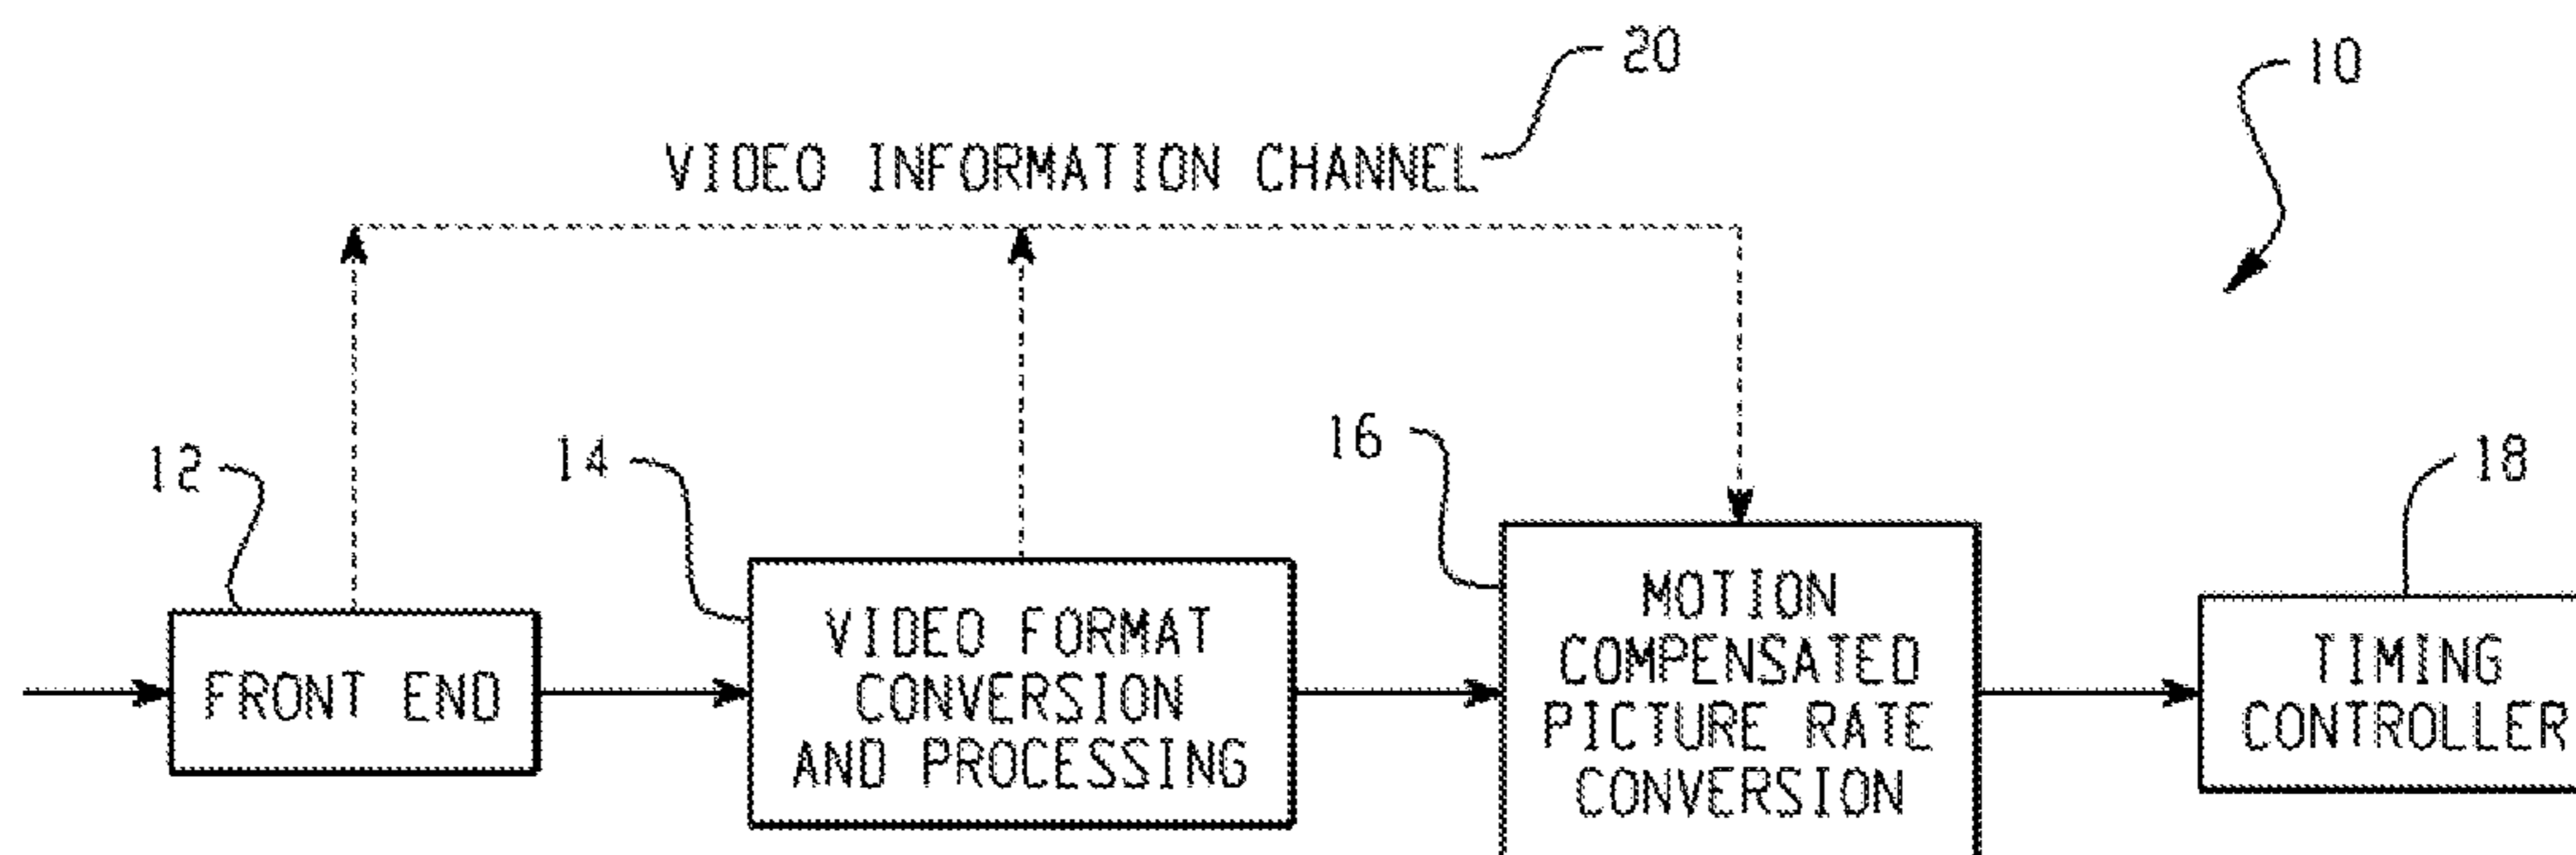 20
10
VIDEO INFORMATION CHANNEL
12
14
16
18
FRONT END
VIDEO FORMAT
CONVERSION
AND PROCESSING
MOTION
COMPENSATED
PICTURE RATE
CONVERSION
TIMING
CONTROLLER